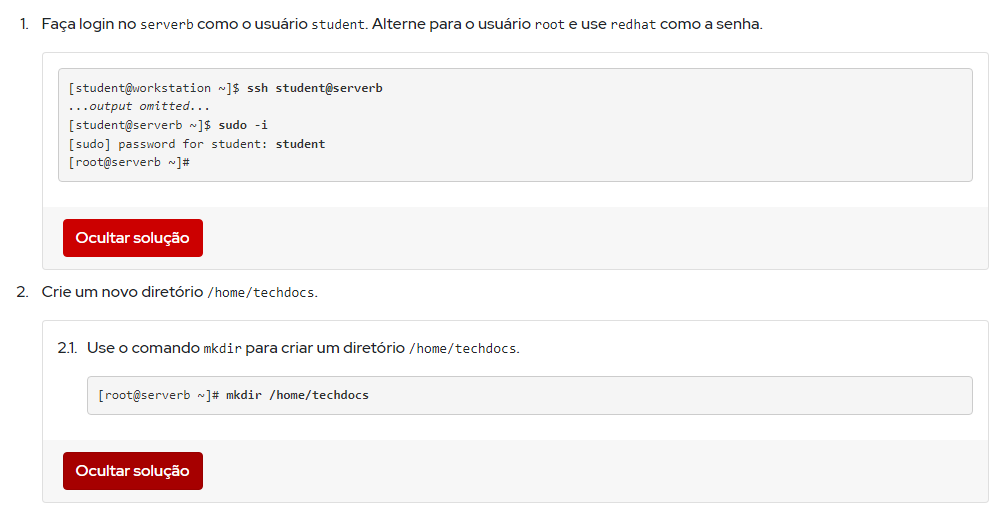 1. Faça login no serverb como o usuário student. Alterne para o usuário root e use redhat como a senha.
[student@workstation ~]$ ssh student@serverb
...output omitted...
[student@serverb ~]$ sudo -i
[sudo] password for student: student
[root@serverb ~]#
Ocultar solução
2. Crie um novo diretório /home/techdocs.
2.1. Use o comando mkdir para criar um diretório /home/techdocs.
[root@serverb ~]# mkdir /home/techdocs
Ocultar solução